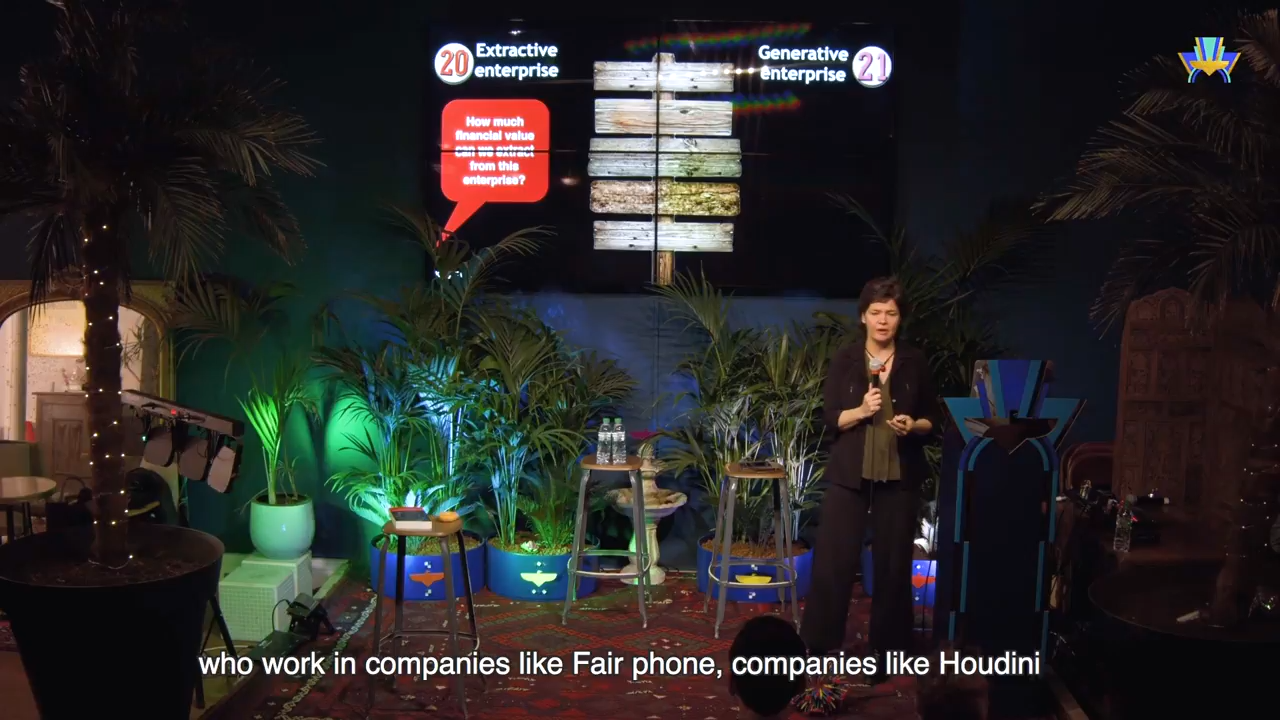 20
Extractive
enterprise
Generative
enterprise
21
How much
financial value
can we extract
from this
enterprise?
who work in companies like Fair phone, companies like Houdini